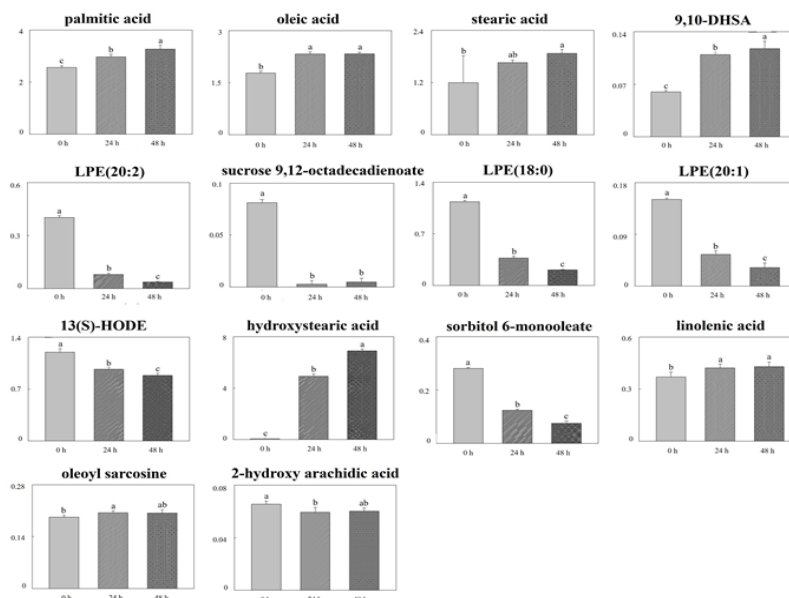 palmitic acid
4
2
0
c
b
a
0 h
24 h
48 h
oleic acid
3
1.5
0
b
a
a
0 h
24 h
48 h
stearic acid
2.4
1.2
0
b
ab
a
0 h
24 h
48 h
9,10-DHSA
0.14
0.07
0
c
b
a
0 h
24 h
48 h
LPE(20:2)
0.6
0.3
0
a
b
c
0 h
24 h
48 h
sucrose 9,12-octadecadienoate
0.1
0.05
0
a
b
b
0 h
24 h
48 h
LPE(18:0)
1.4
0.7
0
a
b
c
0 h
24 h
48 h
LPE(20:1)
0.18
0.09
0
a
b
c
0 h
24 h
48 h
13(S)-HODE
1.4
0.7
0
a
b
c
0 h
24 h
48 h
hydroxystearic acid
8
4
0
c
b
a
0 h
24 h
48 h
sorbitol 6-monooleate
0.4
0.2
0
a
b
c
0 h
24 h
48 h
linolenic acid
0.6
0.3
0
b
a
a
0 h
24 h
48 h
oleoyl sarcosine
0.28
0.14
0
b
a
ab
0 h
24 h
48 h
2-hydroxy arachidic acid
0.08
0.04
0
a
b
ab